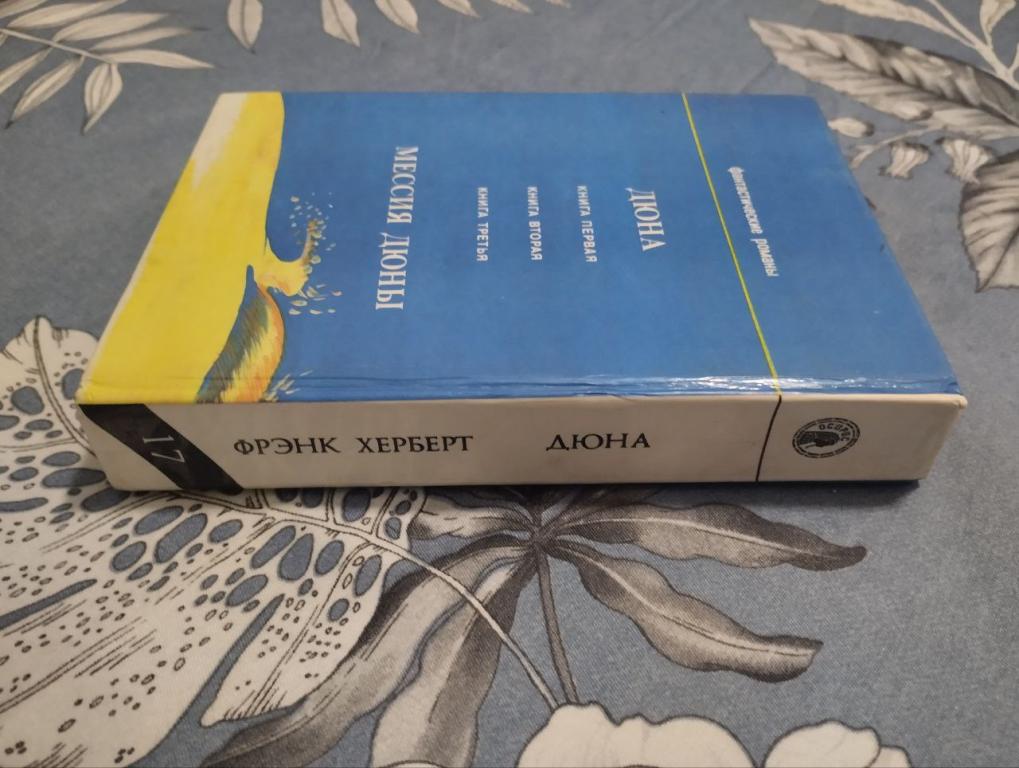 фантастические романы
ДЮНА
КНИГА ПЕРВАЯ
КНИГА ВТОРАЯ
КНИГА ТРЕТЬЯ
МЕССИЯ ДЮНЫ
17
ФРЭНК ХЕРБЕРТ ДЮНА